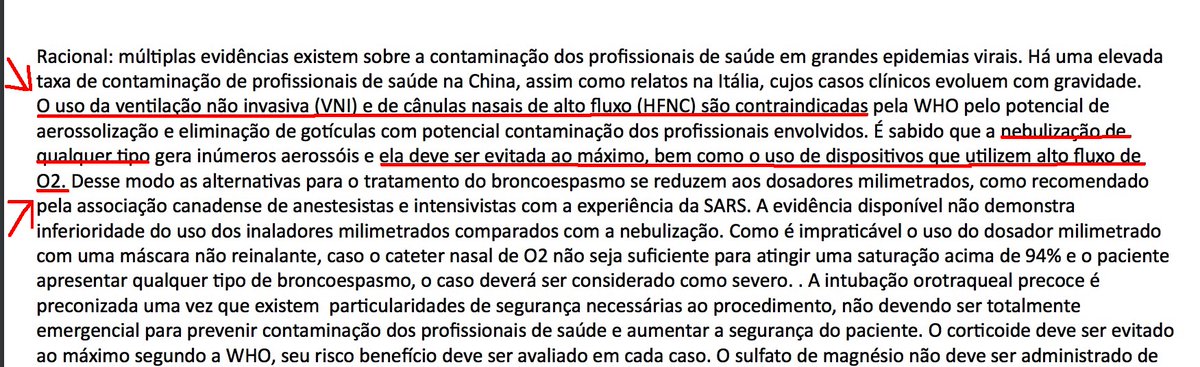 Racional: múltiplas evidências existem sobre a contaminação dos profissionais de saúde em grandes epidemias virais. Há uma elevada
taxa de contaminação de profissionais de saúde na China, assim como relatos na Itália, cujos casos clínicos evoluem com gravidade.
O uso da ventilação não invasiva (VNI) e de cânulas nasais de alto fluxo (HFNC) são contraindicadas pela WHO pelo potencial de
aerossolização e eliminação de gotículas com potencial contaminação dos profissionais envolvidos. É sabido que a nebulização de
qualquer tipo gera inúmeros aerossóis e ela deve ser evitada ao máximo, bem como o uso de dispositivos que utilizem alto fluxo de
O2. Desse modo as alternativas para o tratamento do broncoespasmo se reduzem aos dosadores milimetrados, como recomendado
pela associação canadense de anestesistas e intensivistas com a experiência da SARS. A evidência disponível não demonstra
inferioridade do uso dos inaladores milimetrados comparados com a nebulização. Como é impraticável o uso do dosador milimetrado
com uma máscara não reinalante, caso o cateter nasal de O2 não seja suficiente para atingir uma saturação acima de 94% e o paciente
apresentar qualquer tipo de broncoespasmo, o caso deverá ser considerado como severo. . A intubação orotraqueal precoce é
preconizada uma vez que existem particularidades de segurança necessárias ao procedimento, não devendo ser totalmente
emergencial para prevenir contaminação dos profissionais de saúde e aumentar a segurança do paciente. O corticoide deve ser evitado
ao máximo segundo a WHO, seu risco benefício deve ser avaliado em cada caso. O sulfato de magnésio não deve ser administrado de